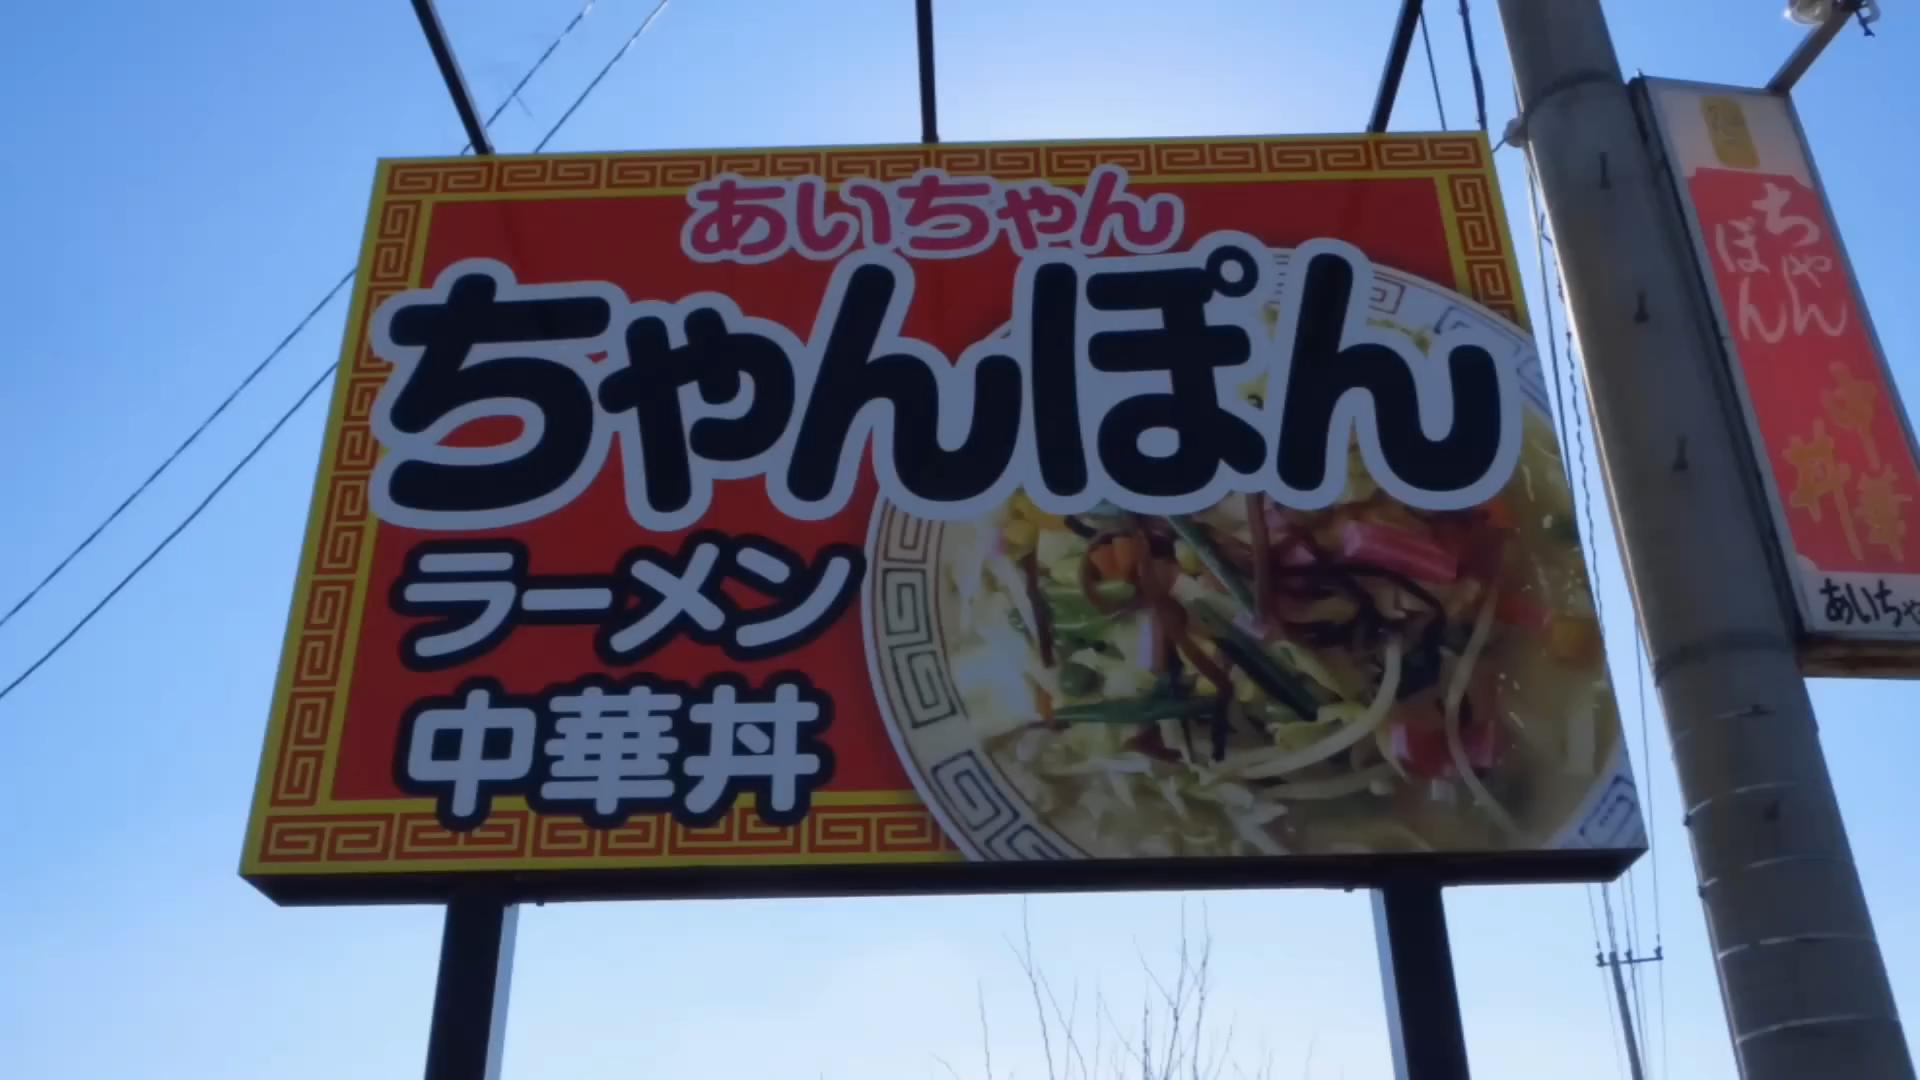 あいちゃん
ちゃんぽん
ラーメン
中華丼
ちゃん
ぽん
中華
丼
あいちゃ